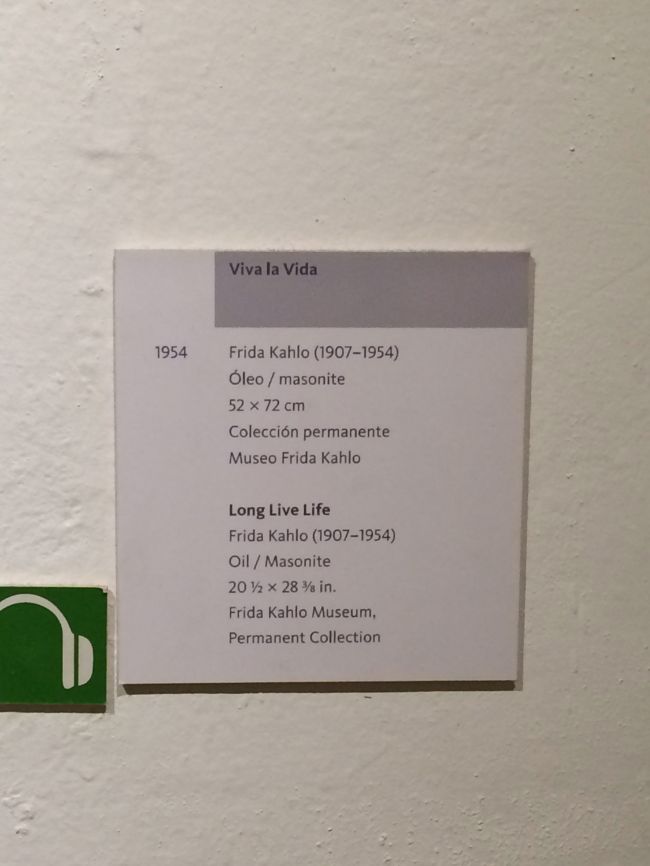 Viva la Vida
1954 Frida Kahlo (1907–1954)
Óleo / masonite
52 × 72 cm
Colección permanente
Museo Frida Kahlo
Long Live Life
Frida Kahlo (1907–1954)
Oil / Masonite
20 ½ × 28 ⅜ in.
Frida Kahlo Museum,
Permanent Collection